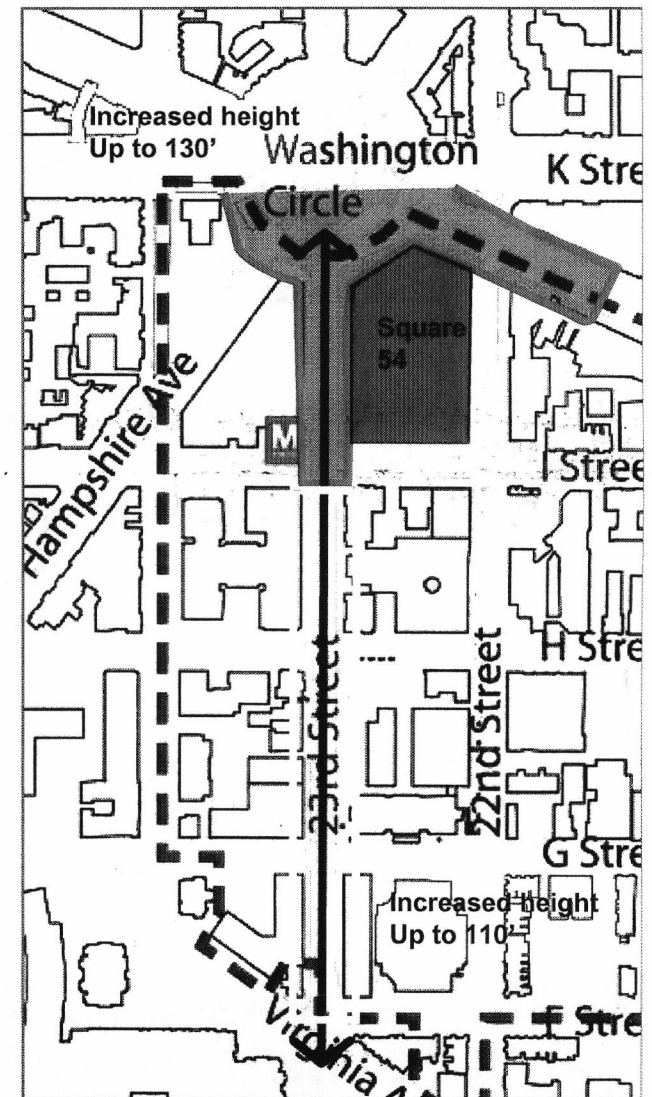 Increased height
Up to 130'
Washington
Circle
K Stre
Square
54
Hampshire Ave
M
I Stree
H Stre
23rd Street
22nd Street
G Stre
Increased height
Up to 110'
E Stre
Virginia A